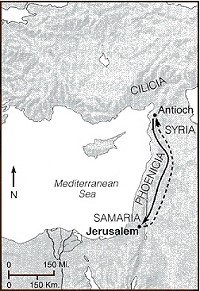 CILICIA
Antioch
SYRIA
PHOENICIA
Mediterranean
Sea
N
SAMARIA
Jerusalem
0 150 Mi.
0 150 Km.